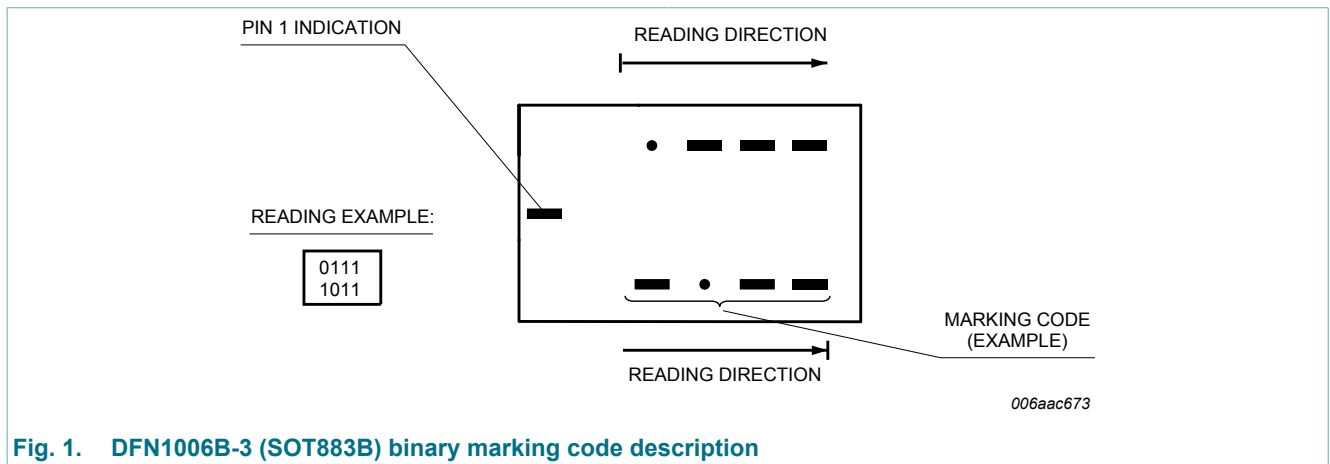 PIN 1 INDICATION
READING DIRECTION
READING EXAMPLE:
0111
1011
MARKING CODE
(EXAMPLE)
READING DIRECTION
006aac673
Fig. 1. DFN1006B-3 (SOT883B) binary marking code description